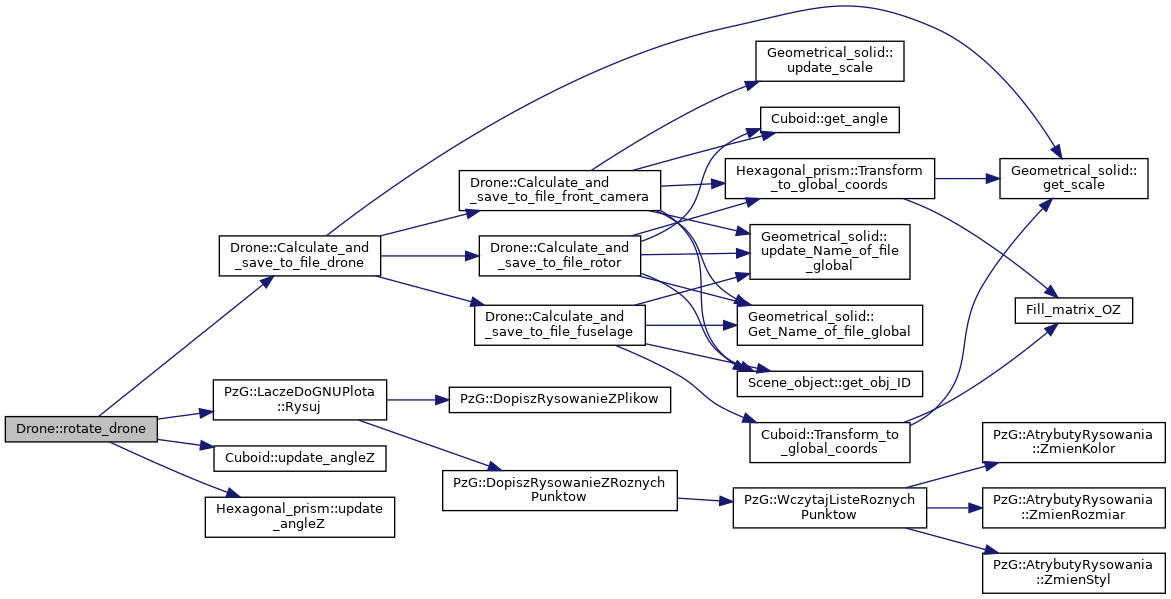 Drone::rotate_drone
Drone::Calculate_and
_save_to_file_drone
PzG::LaczeDoGNUPlota
::Rysuj
Cuboid::update_angleZ
Hexagonal_prism::update
_angleZ
Drone::Calculate_and
_save_to_file_front_camera
Drone::Calculate_and
_save_to_file_rotor
Drone::Calculate_and
_save_to_file_fuselage
PzG::DopiszRysowanieZPlikow
PzG::DopiszRysowanieZRoznych
Punktow
Geometrical_solid::
update_scale
Cuboid::get_angle
Hexagonal_prism::Transform
_to_global_coords
Geometrical_solid::
update_Name_of_file
_global
Geometrical_solid::
Get_Name_of_file_global
Scene_object::get_obj_ID
Cuboid::Transform_to
_global_coords
PzG::WczytajListeRoznych
Punktow
Geometrical_solid::
get_scale
Fill_matrix_OZ
PzG::AtrybutyRysowania
::ZmienKolor
PzG::AtrybutyRysowania
::ZmienRozmiar
PzG::AtrybutyRysowania
::ZmienStyl